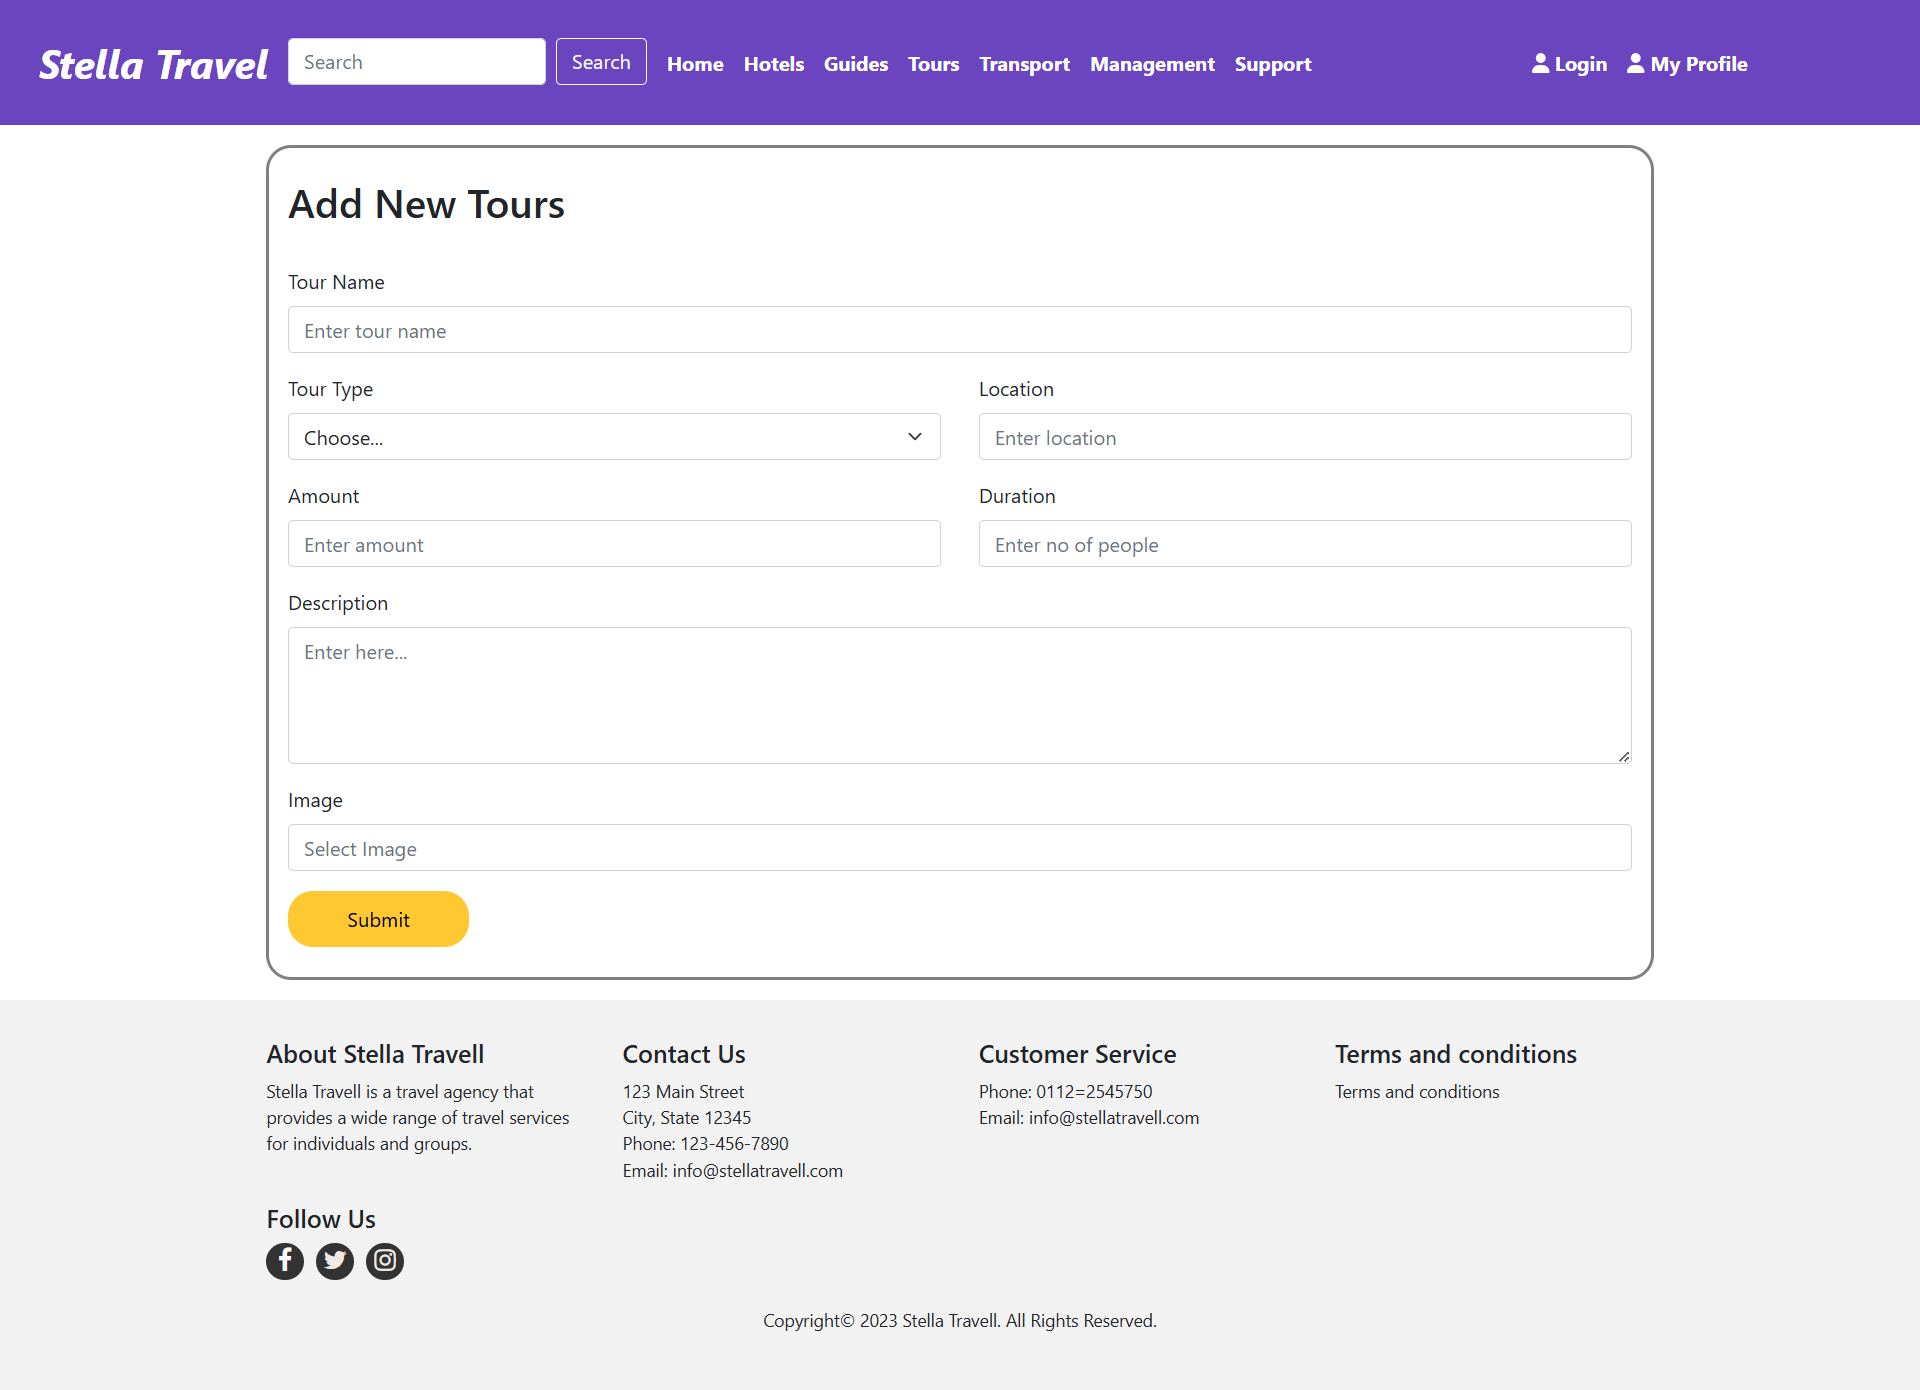 Stella Travel
Search
Search
Home Hotels Guides Tours Transport Management Support
Login My Profile
Add New Tours
Tour Name
Enter tour name
Tour Type
Choose...
Location
Enter location
Amount
Enter amount
Duration
Enter no of people
Description
Enter here...
Image
Select Image
Submit
About Stella Travell
Stella Travell is a travel agency that
provides a wide range of travel services
for individuals and groups.
Contact Us
123 Main Street
City, State 12345
Phone: 123-456-7890
Email: info@stellatravell.com
Customer Service
Phone: 0112=2545750
Email: info@stellatravell.com
Terms and conditions
Terms and conditions
Follow Us
Copyright© 2023 Stella Travell. All Rights Reserved.